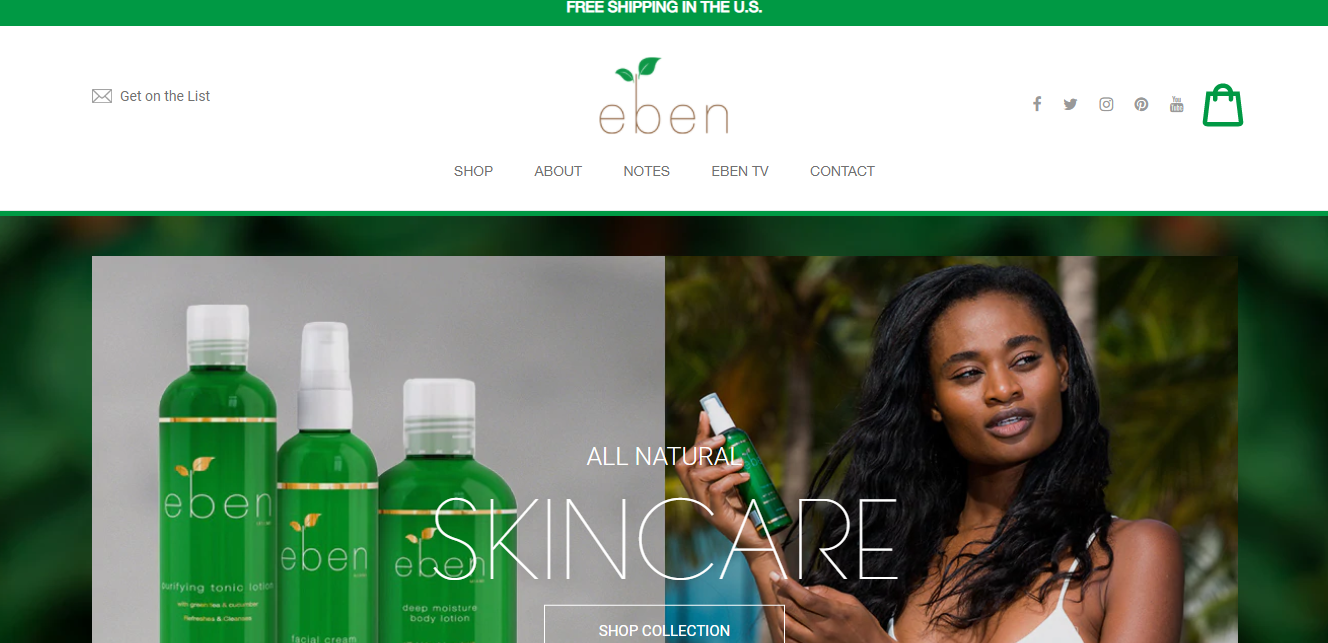 FREE SHIPPING IN THE U.S.
Get on the List
eben
SHOP ABOUT NOTES EBEN TV CONTACT
ALL NATURAL
SKINCARE
SHOP COLLECTION
eben
purifying tonic lotion
with green tea & cucumber
Refreshes & Cleanses
eben
facial cream
eben
deep moisture
body lotion
You
Tube